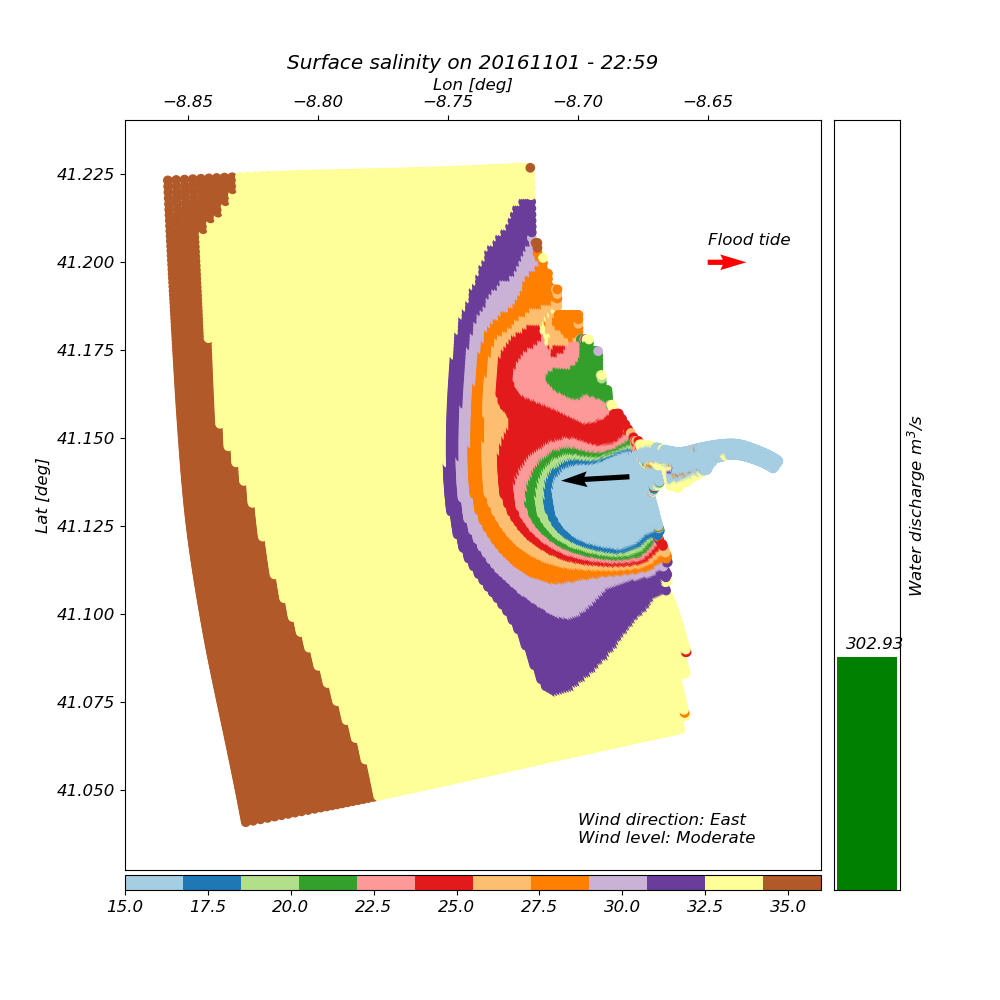 Surface salinity on 20161101 - 22:59
Lon [deg]
−8.85 −8.80 −8.75 −8.70 −8.65
41.225
41.200
41.175
41.150
41.125
41.100
41.075
41.050
Lat [deg]
Flood tide
Wind direction: East
Wind level: Moderate
15.0 17.5 20.0 22.5 25.0 27.5 30.0 32.5 35.0
302.93
Water discharge m³/s